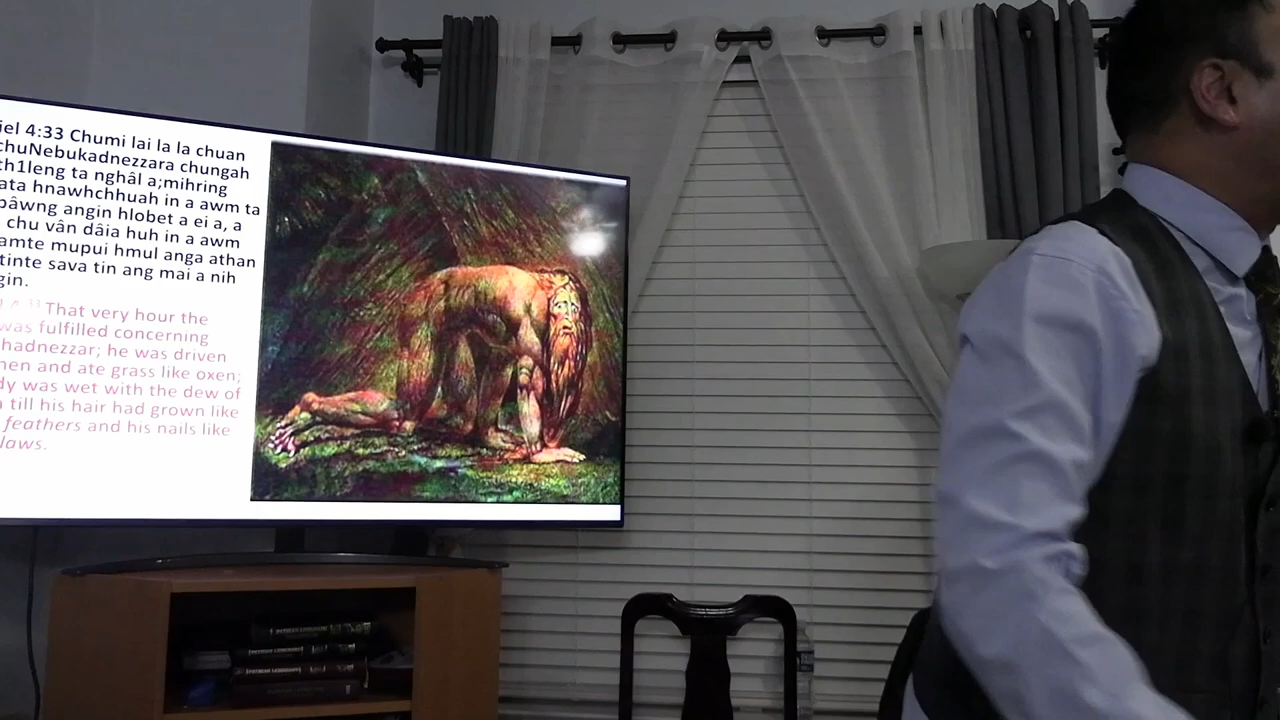 iel 4:33 Chumi lai la la chuan
chuNebukadnezzara chungah
th1leng ta nghâl a;mihring
ata hnawhchhuah in a awm ta
pâwng angin hlobet a ei a, a
chu vân dâia huh in a awm
amte mupui hmul anga athan
tinte sava tin ang mai a nih
gin.
33 That very hour the
was fulfilled concerning
hadnezzar; he was driven
men and ate grass like oxen;
dy was wet with the dew of
till his hair had grown like
feathers and his nails like
laws.